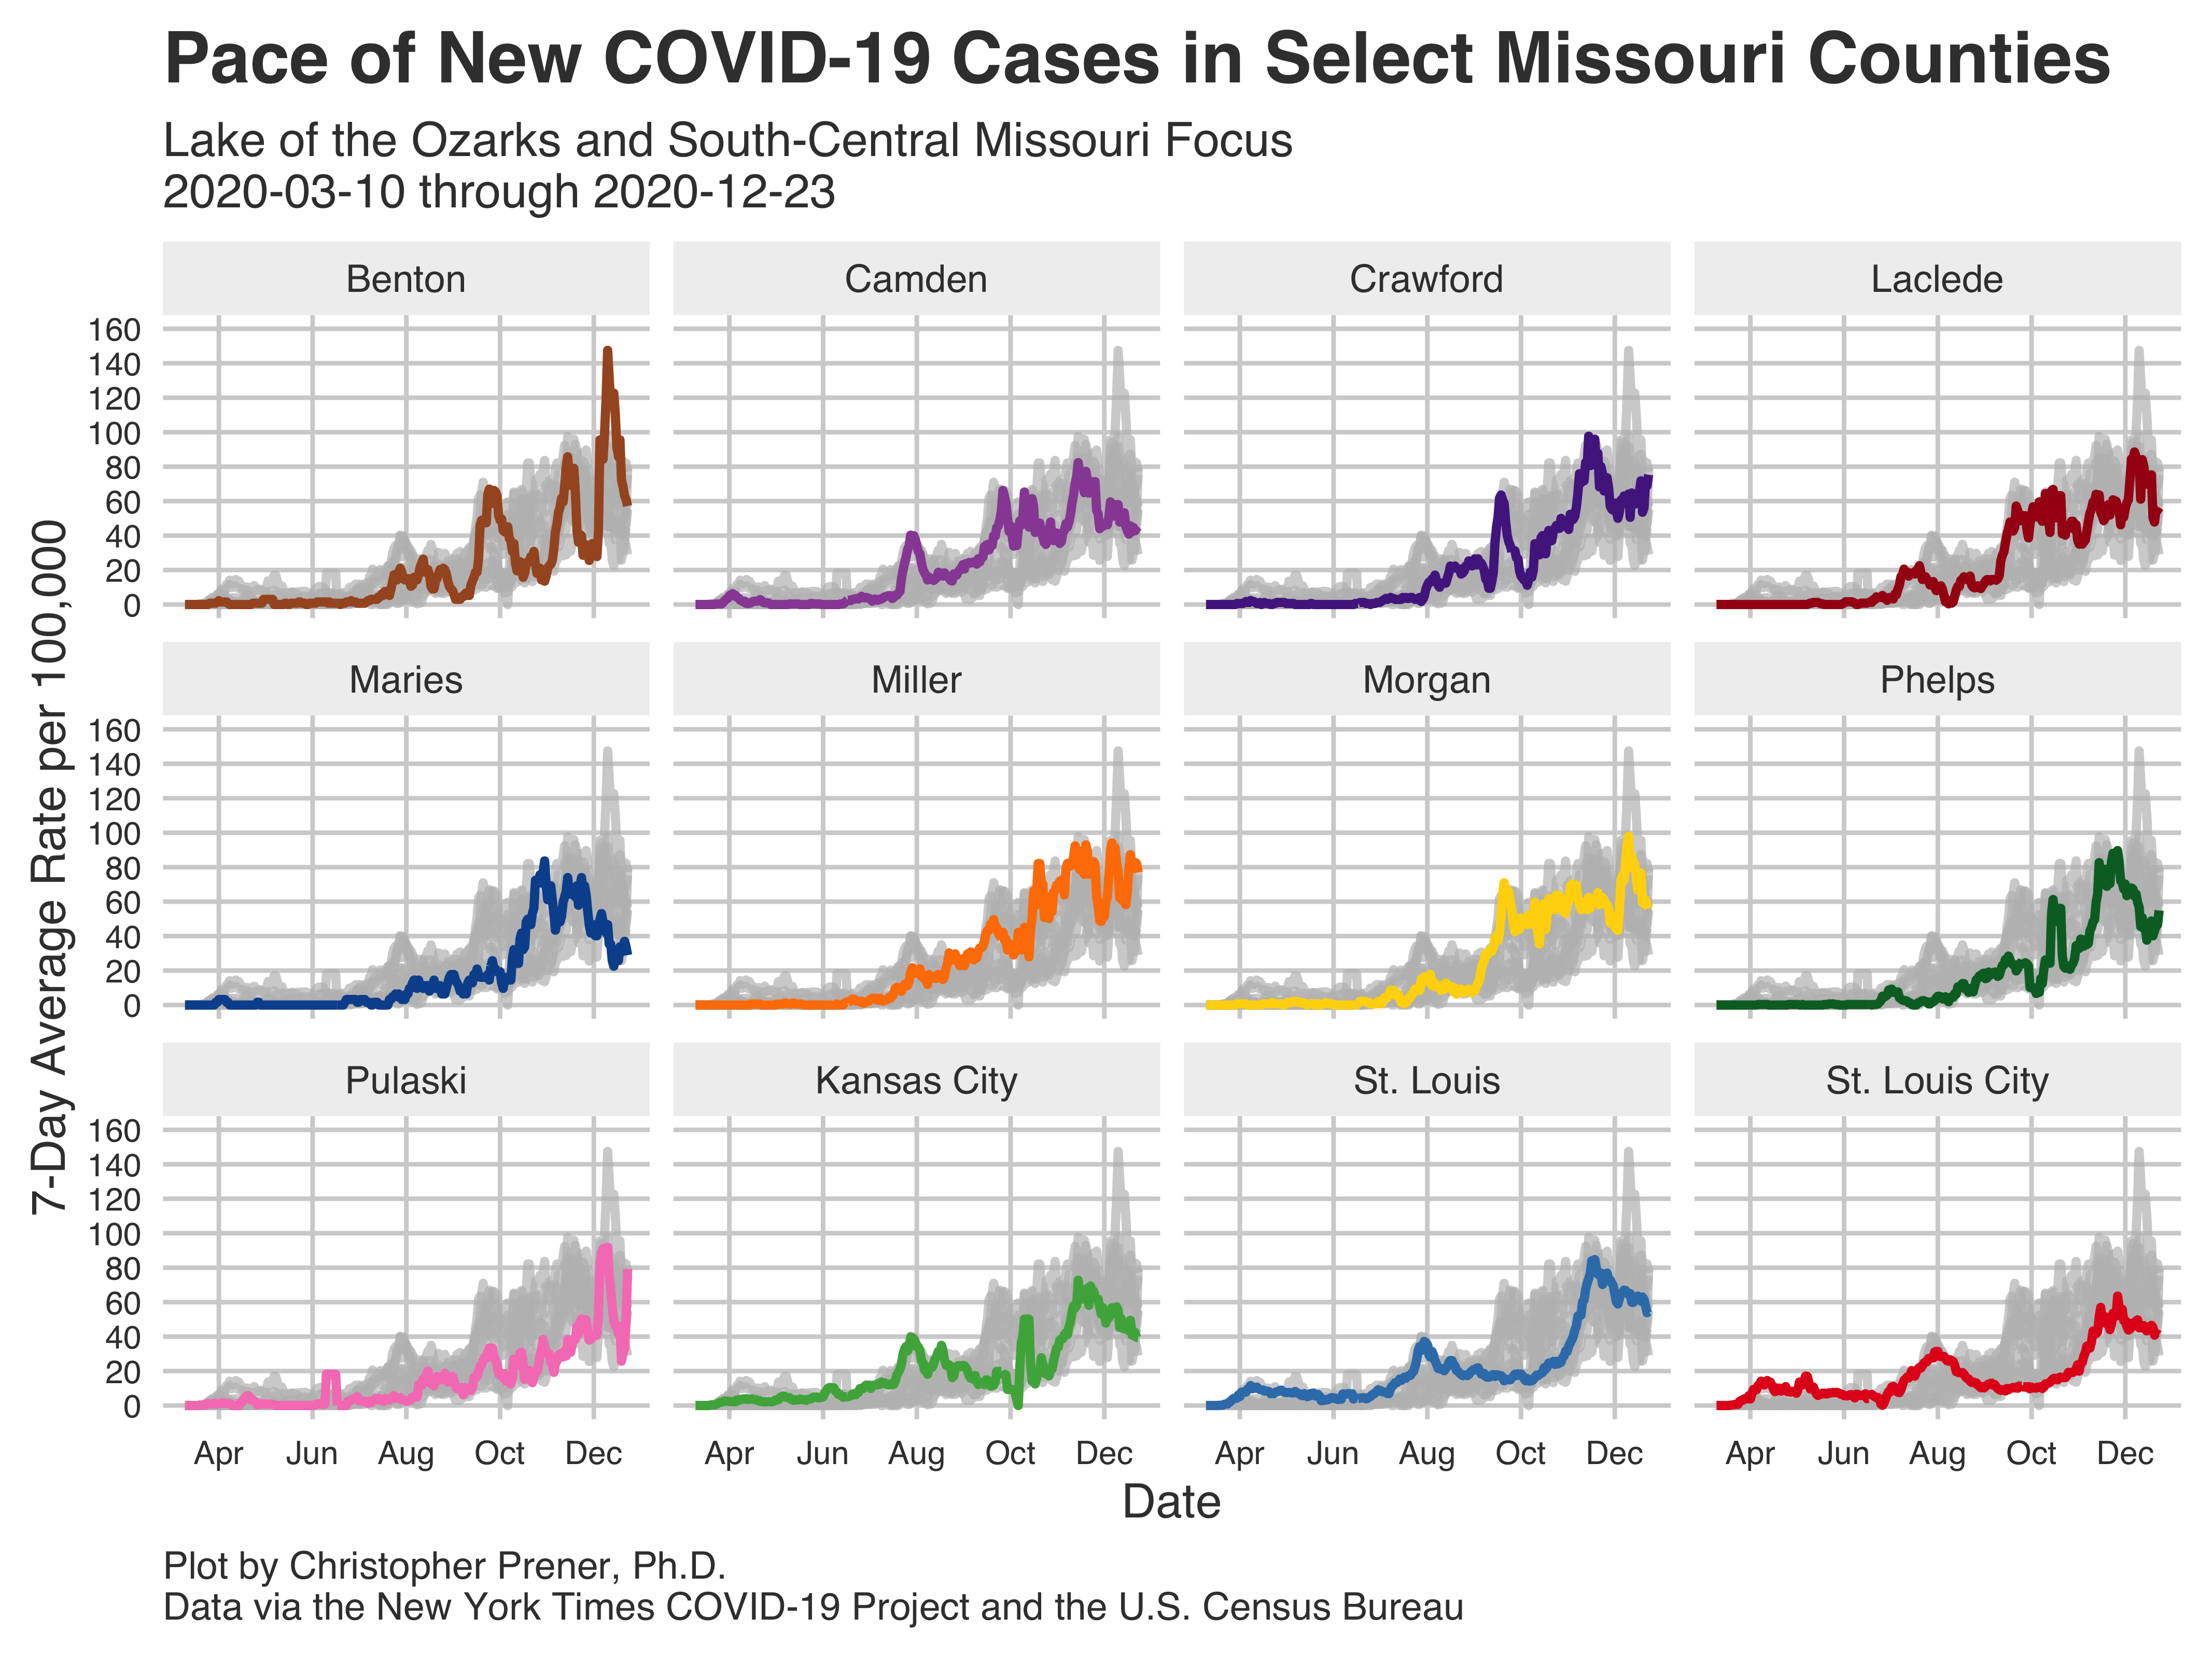 Pace of New COVID-19 Cases in Select Missouri Counties
Lake of the Ozarks and South-Central Missouri Focus
2020-03-10 through 2020-12-23
Benton Camden Crawford Laclede
160
140
120
100
80
60
40
20
0
Maries Miller Morgan Phelps
160
140
120
100
80
60
40
20
0
Pulaski Kansas City St. Louis St. Louis City
160
140
120
100
80
60
40
20
0
7-Day Average Rate per 100,000
Apr Jun Aug Oct Dec Apr Jun Aug Oct Dec Apr Jun Aug Oct Dec Apr Jun Aug Oct Dec
Date
Plot by Christopher Prener, Ph.D.
Data via the New York Times COVID-19 Project and the U.S. Census Bureau